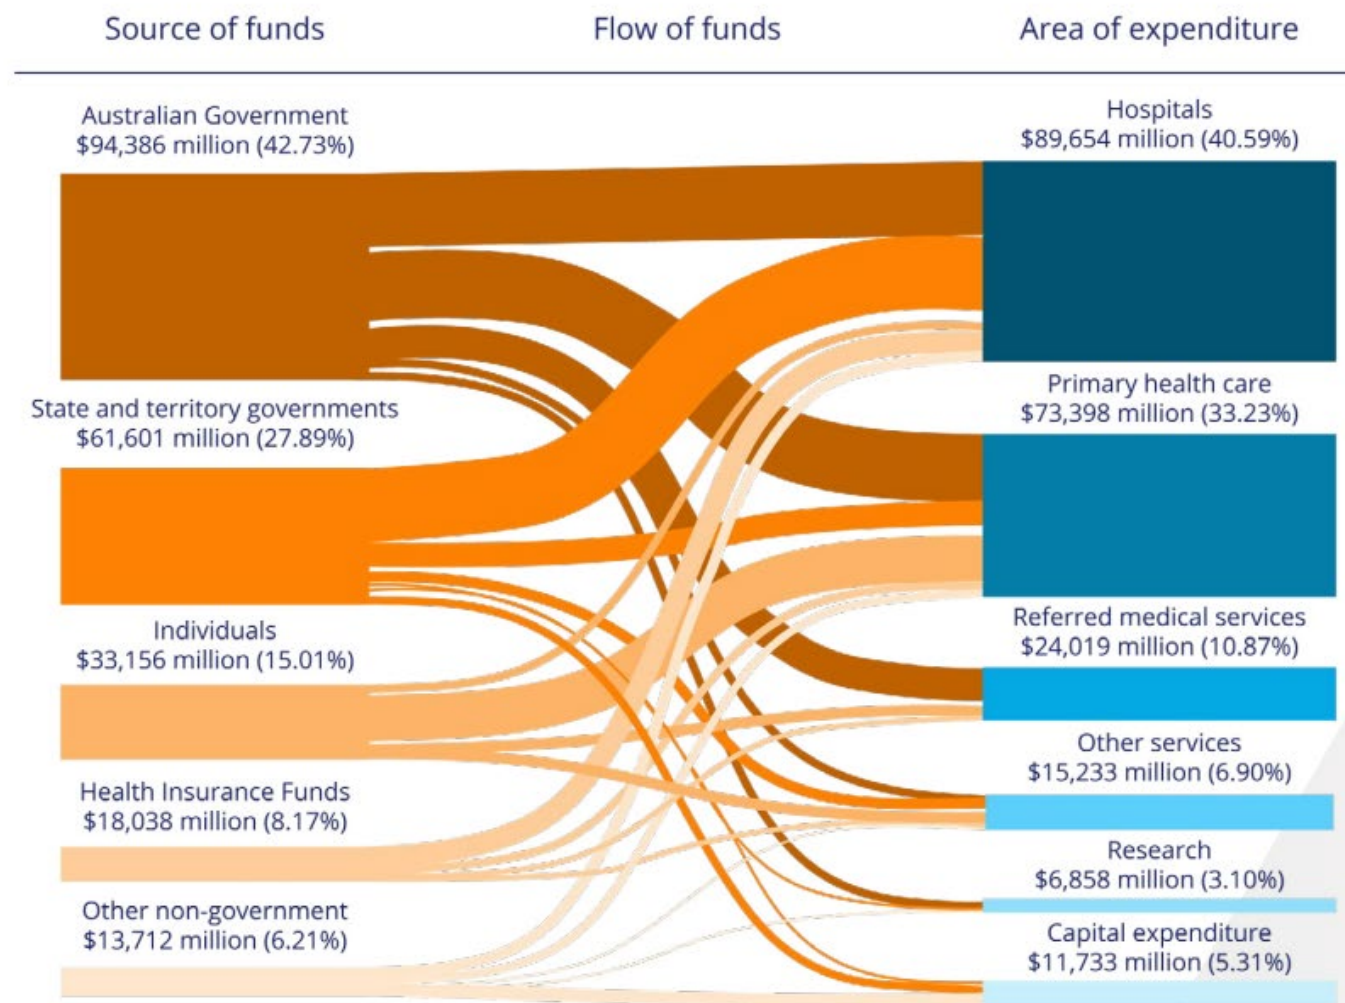 Source of funds
Flow of funds
Area of expenditure
Australian Government
$94,386 million (42.73%)
State and territory governments
$61,601 million (27.89%)
Individuals
$33,156 million (15.01%)
Health Insurance Funds
$18,038 million (8.17%)
Other non-government
$13,712 million (6.21%)
Hospitals
$89,654 million (40.59%)
Primary health care
$73,398 million (33.23%)
Referred medical services
$24,019 million (10.87%)
Other services
$15,233 million (6.90%)
Research
$6,858 million (3.10%)
Capital expenditure
$11,733 million (5.31%)